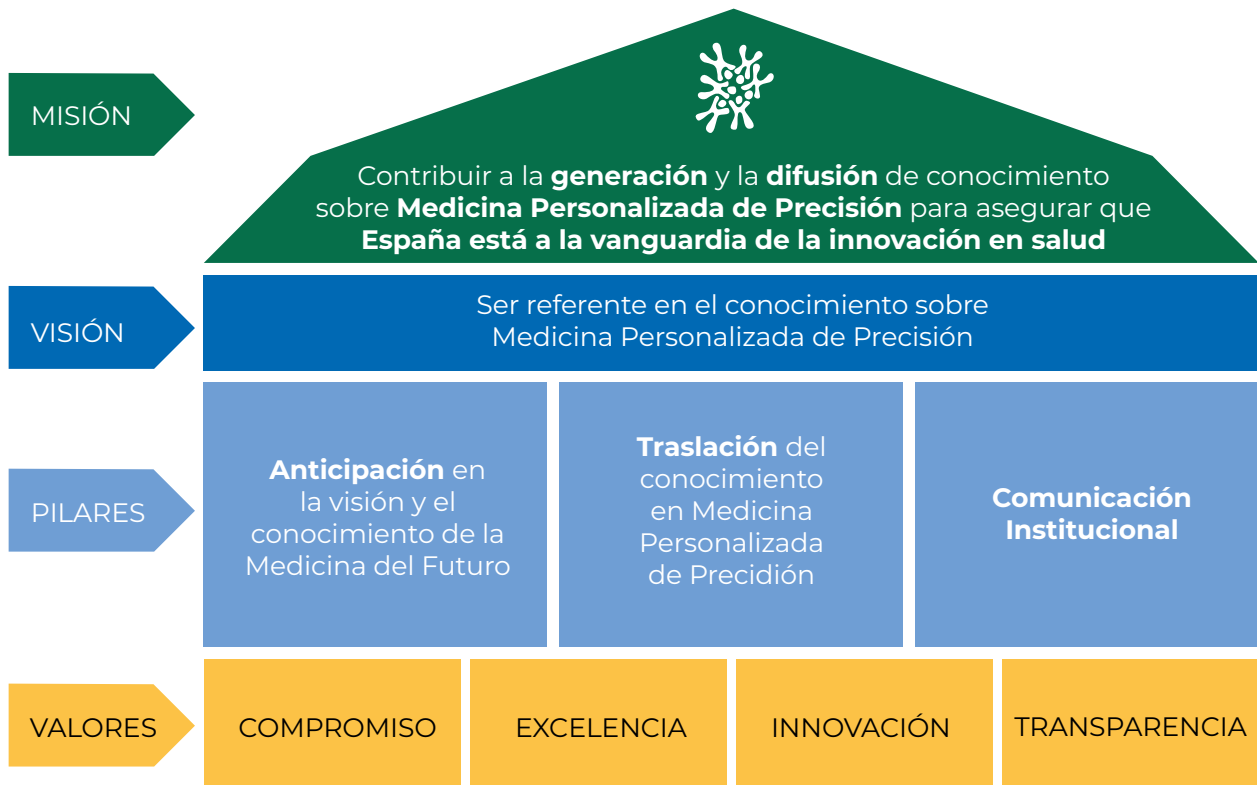 MISIÓN
Contribuir a la generación y la difusión de conocimiento
sobre Medicina Personalizada de Precisión para asegurar que
España está a la vanguardia de la innovación en salud
VISIÓN
Ser referente en el conocimiento sobre
Medicina Personalizada de Precisión
PILARES
Anticipación en
la visión y el
conocimiento de la
Medicina del Futuro
Traslación del
conocimiento
en Medicina
Personalizada
de Precidión
Comunicación
Institucional
VALORES
COMPROMISO
EXCELENCIA
INNOVACIÓN
TRANSPARENCIA